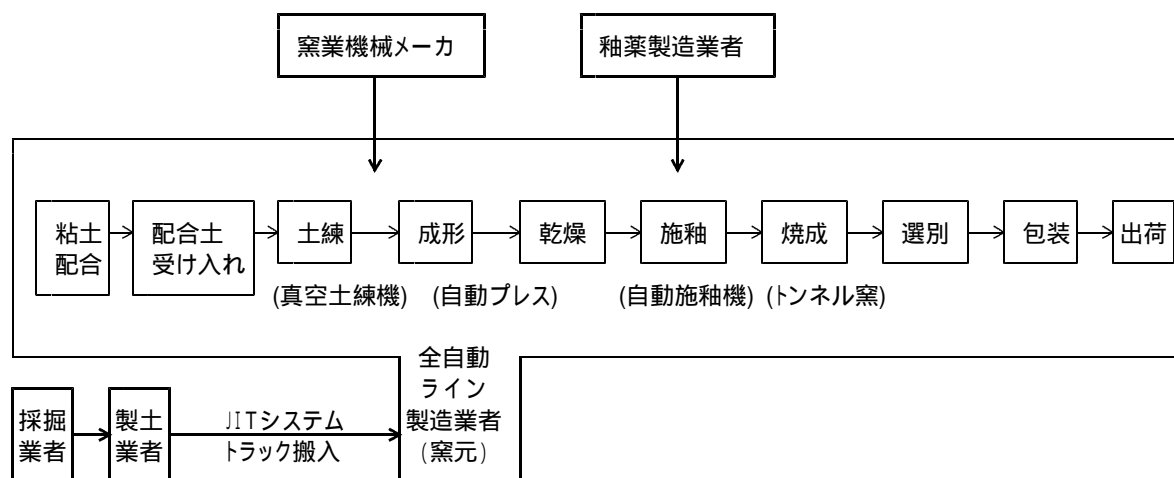 窯業機械メーカ
釉薬製造業者
粘土
配合
配合土
受け入れ
土練
成形
乾燥
施釉
焼成
選別
包装
出荷
(真空土練機)
(自動プレス)
(自動施釉機)
(トンネル窯)
全自動
ライン
製造業者
(窯元)
採掘
業者
製土
業者
JITシステム
トラック搬入